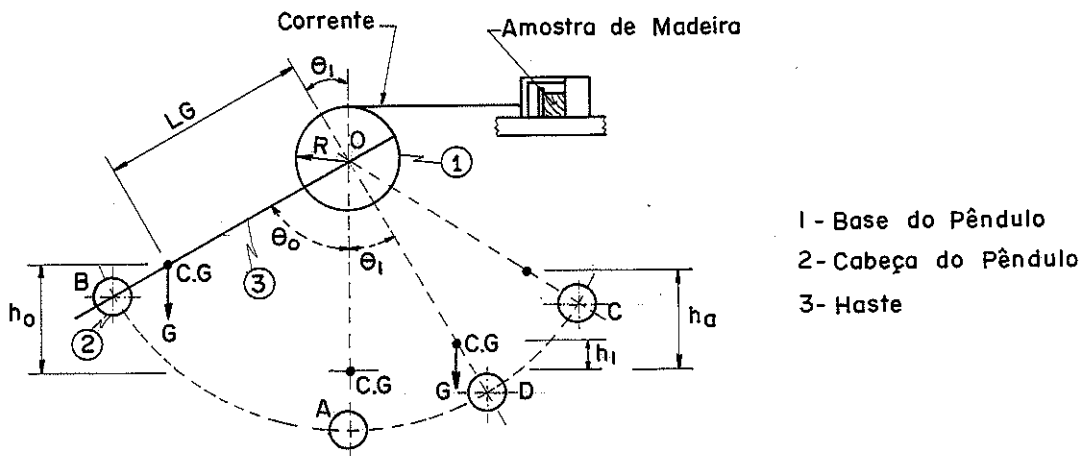 Corrente
Amostra de Madeira
θ₁
LG
R
O
1
θ₀
θ₁
B
C.G
3
C
h₀
hₐ
2
G
C.G
h₁
C.G
G
D
A
1 - Base do Pêndulo
2- Cabeça do Pêndulo
3- Haste